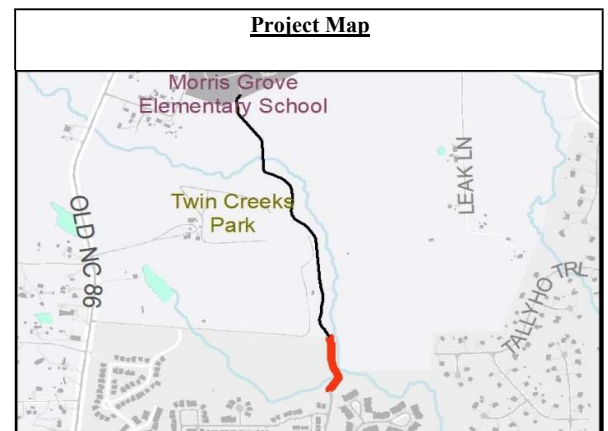 Project Map
Morris Grove
Elementary School
LEAK LN
Twin Creeks
Park
OLD NC 86
TALLYHO TRL